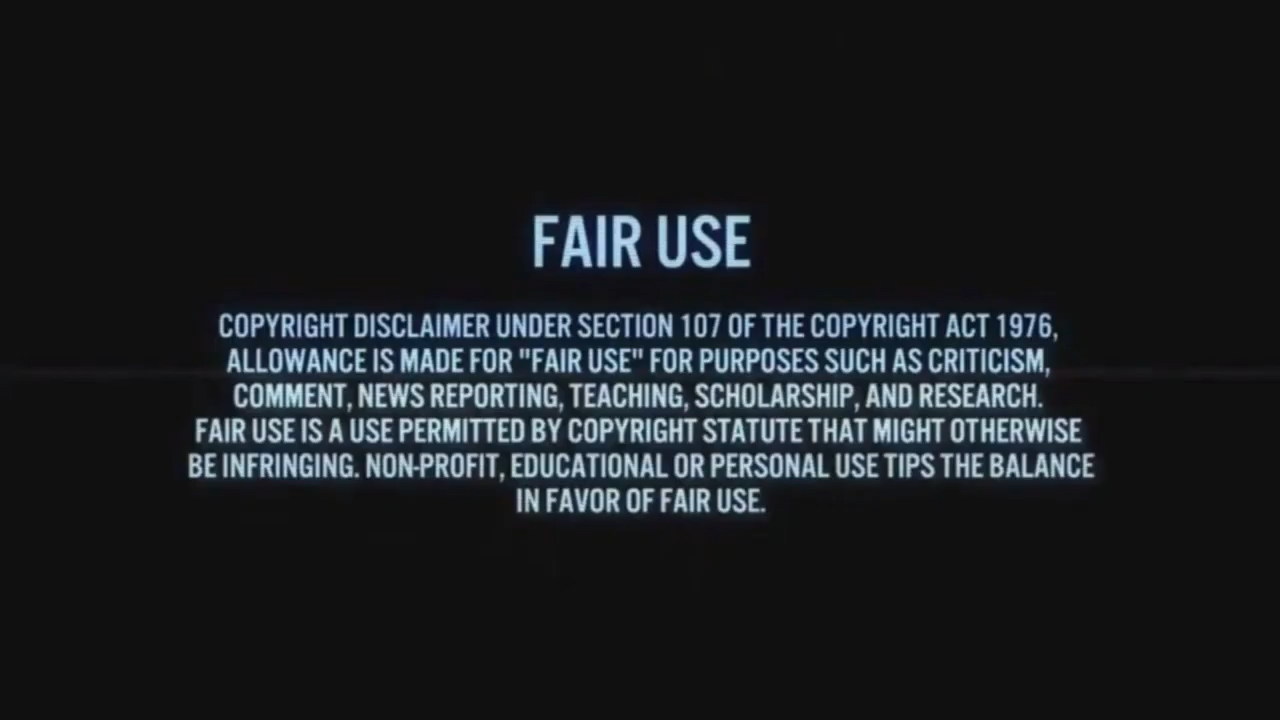 FAIR USE
COPYRIGHT DISCLAIMER UNDER SECTION 107 OF THE COPYRIGHT ACT 1976,
ALLOWANCE IS MADE FOR "FAIR USE" FOR PURPOSES SUCH AS CRITICISM,
COMMENT, NEWS REPORTING, TEACHING, SCHOLARSHIP, AND RESEARCH.
FAIR USE IS A USE PERMITTED BY COPYRIGHT STATUTE THAT MIGHT OTHERWISE
BE INFRINGING. NON-PROFIT, EDUCATIONAL OR PERSONAL USE TIPS THE BALANCE
IN FAVOR OF FAIR USE.